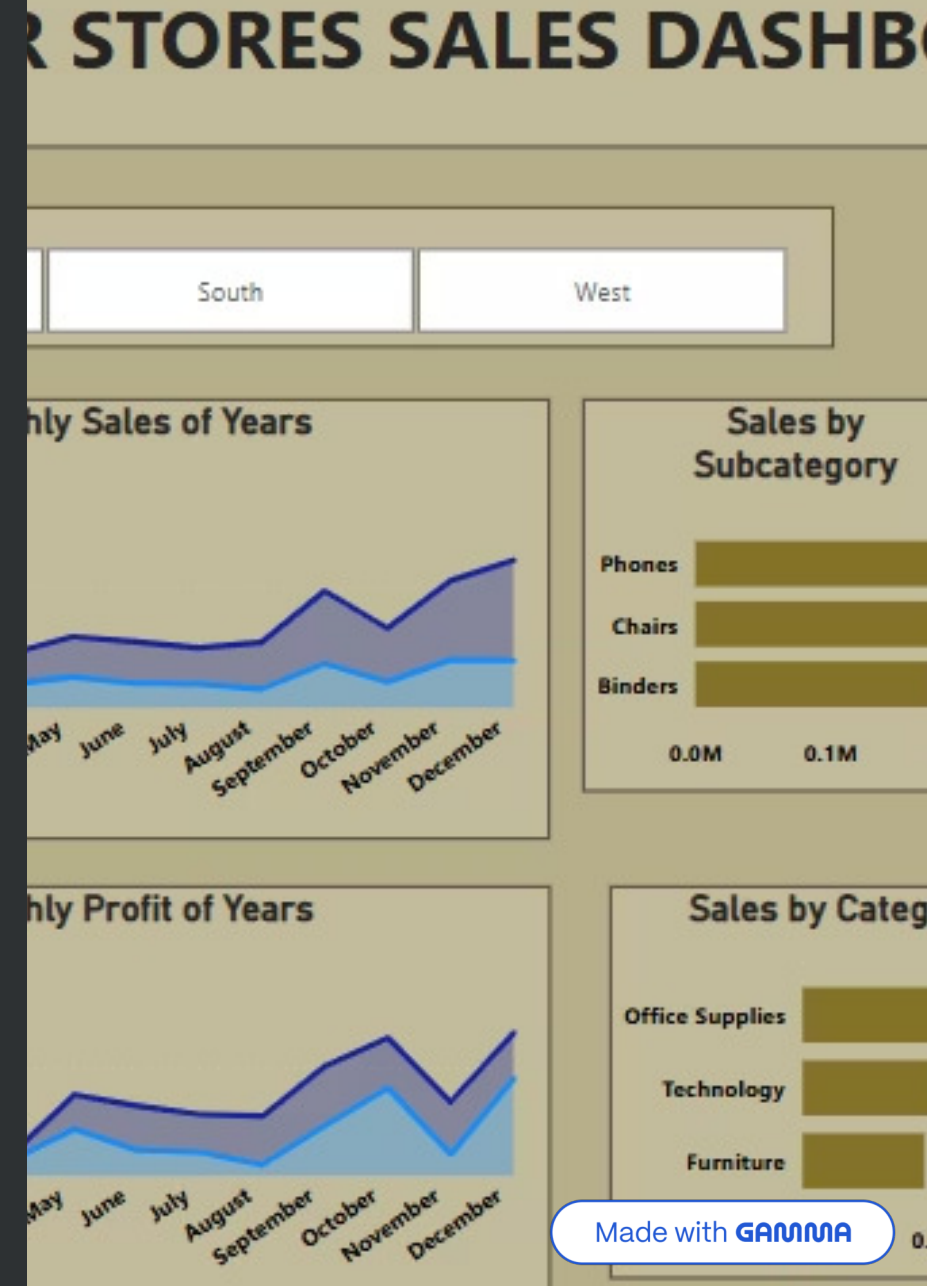 R STORES SALES DASHBO
South
West
hly Sales of Years
May June July August September October November December
Sales by
Subcategory
Phones
Chairs
Binders
0.0M 0.1M
hly Profit of Years
May June July August September October November December
Sales by Categ
Office Supplies
Technology
Furniture
0.
Made with GAMMA